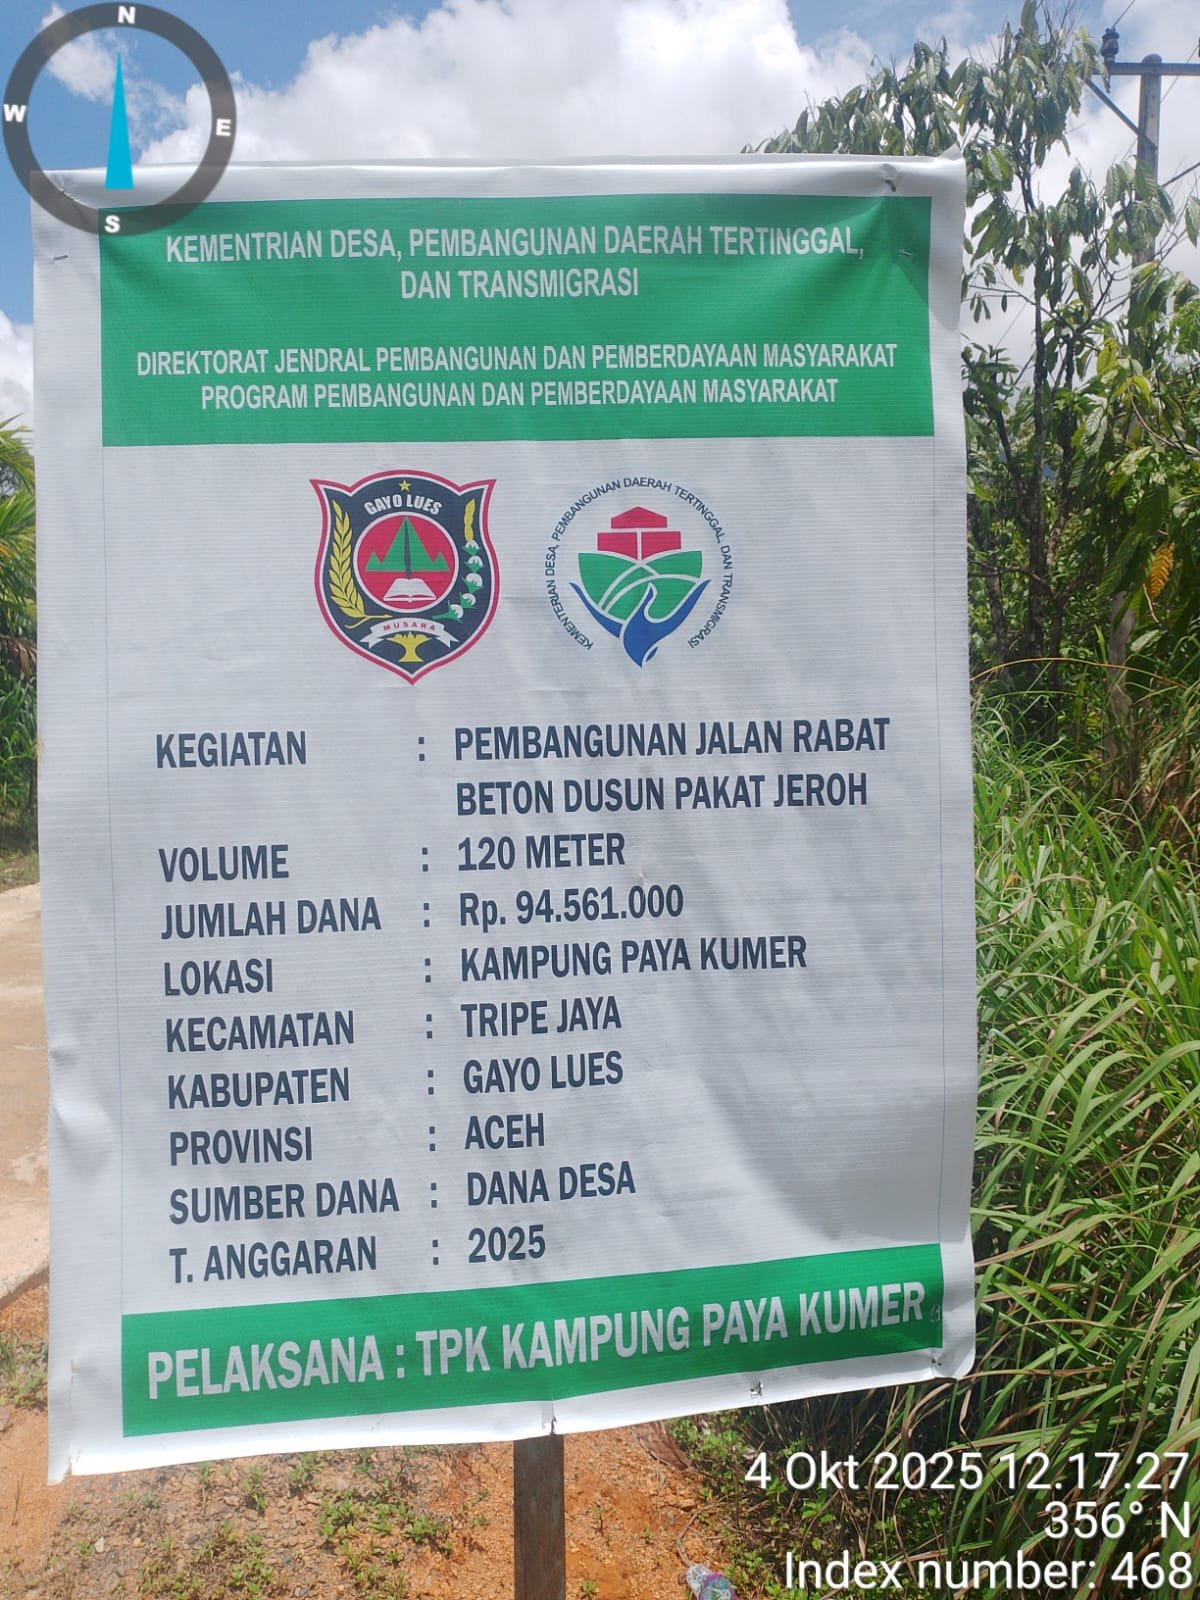 N
W
E
S
KEMENTRIAN DESA, PEMBANGUNAN DAERAH TERTINGGAL,
DAN TRANSMIGRASI
DIREKTORAT JENDRAL PEMBANGUNAN DAN PEMBERDAYAAN MASYARAKAT
PROGRAM PEMBANGUNAN DAN PEMBERDAYAAN MASYARAKAT
GAYO LUES
MUSARA
KEMENTERIAN DESA, PEMBANGUNAN DAERAH TERTINGGAL, DAN TRANSMIGRASI
KEGIATAN : PEMBANGUNAN JALAN RABAT
BETON DUSUN PAKAT JEROH
VOLUME : 120 METER
JUMLAH DANA : Rp. 94.561.000
LOKASI : KAMPUNG PAYA KUMER
KECAMATAN : TRIPE JAYA
KABUPATEN : GAYO LUES
PROVINSI : ACEH
SUMBER DANA : DANA DESA
T. ANGGARAN : 2025
PELAKSANA : TPK KAMPUNG PAYA KUMER
4 Okt 2025 12.17.27
356° N
Index number: 468